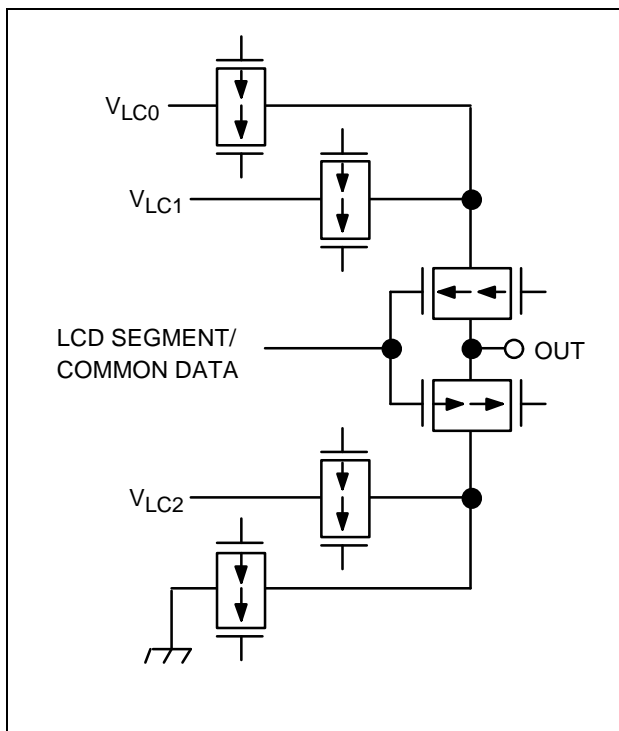 VLC0
VLC1
LCD SEGMENT/
COMMON DATA
OUT
VLC2